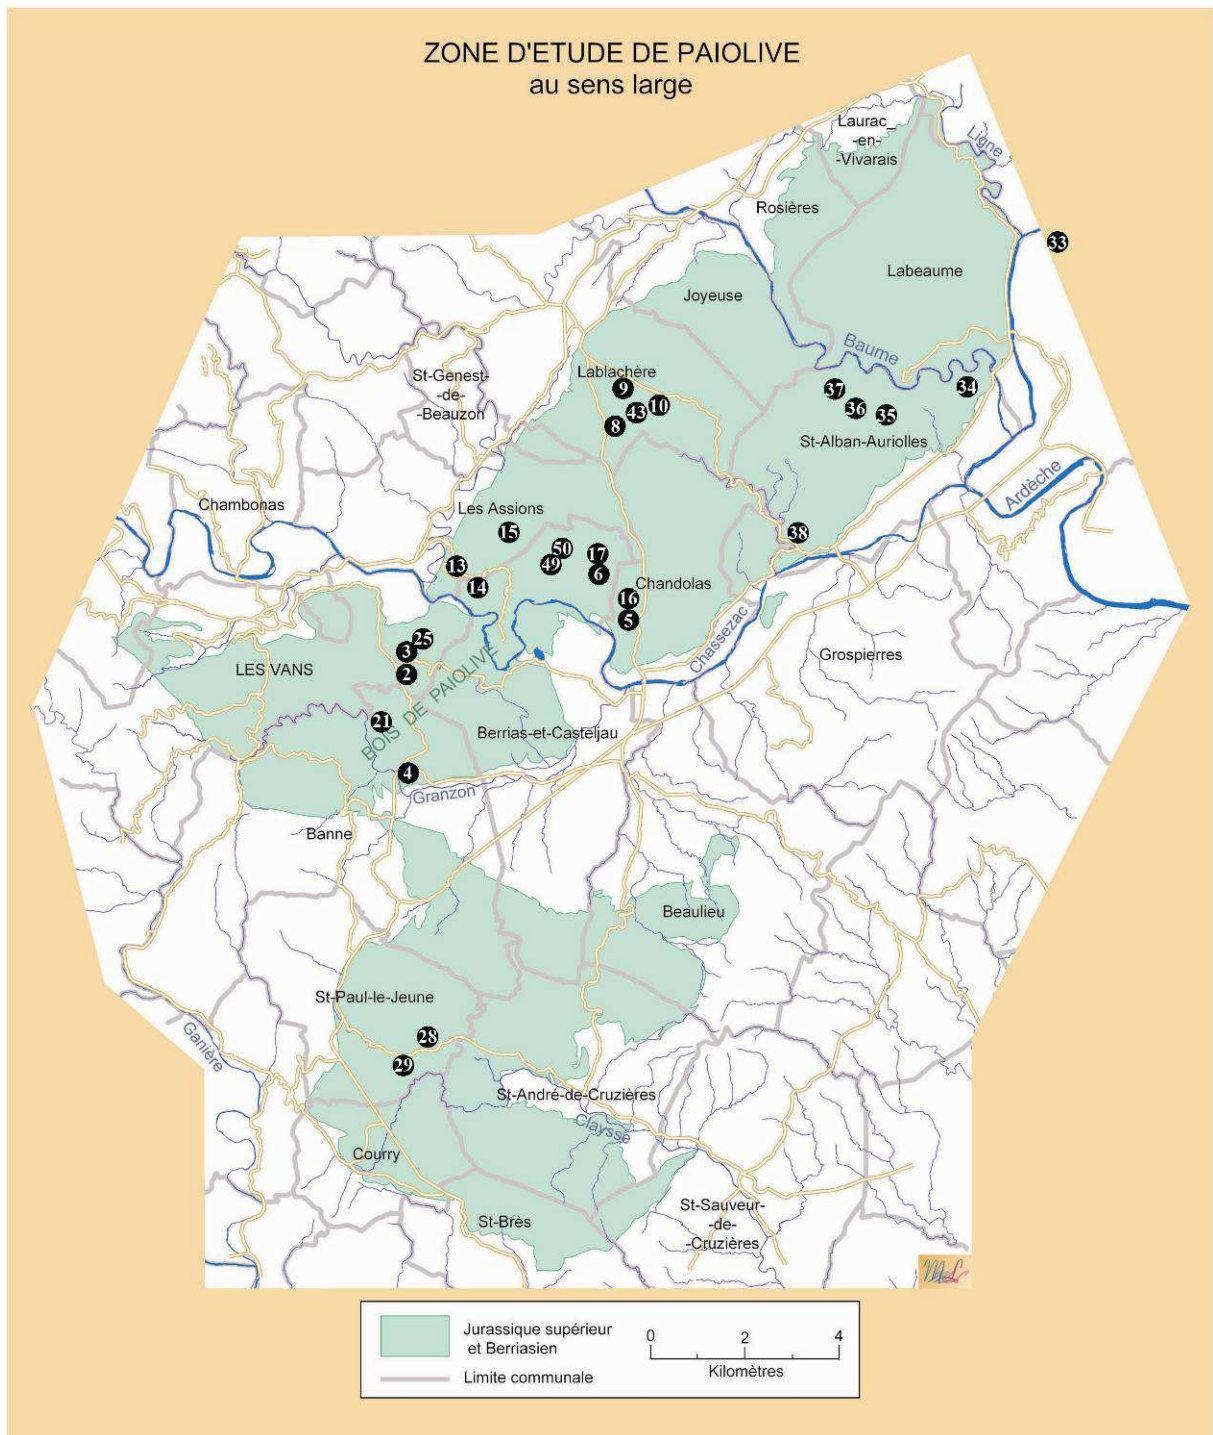 ZONE D'ETUDE DE PAIOLIVE
au sens large
Laurac_
-en-
-Vivarais
Ligne
Rosières
33
Labeaume
Joyeuse
Baume
Lablachère
St-Genest-
-de-
-Beauzon
9
37
34
10
43
36
35
8
St-Alban-Auriolles
Ardèche
Chambonas
Les Assions
15
38
50
17
13
49
6
14
Chandolas
16
5
Chassezac
25
3
Grospierres
LES VANS
2
BOIS DE PAIOLIVE
21
Berrias-et-Casteljau
4
Granzon
Banne
Beaulieu
St-Paul-le-Jeune
Ganière
28
29
St-André-de-Cruzières
Claysse
Courry
St-Brès
St-Sauveur-
-de-
-Cruzières
Jurassique supérieur
et Berriasien
Limite communale
0 2 4
Kilomètres